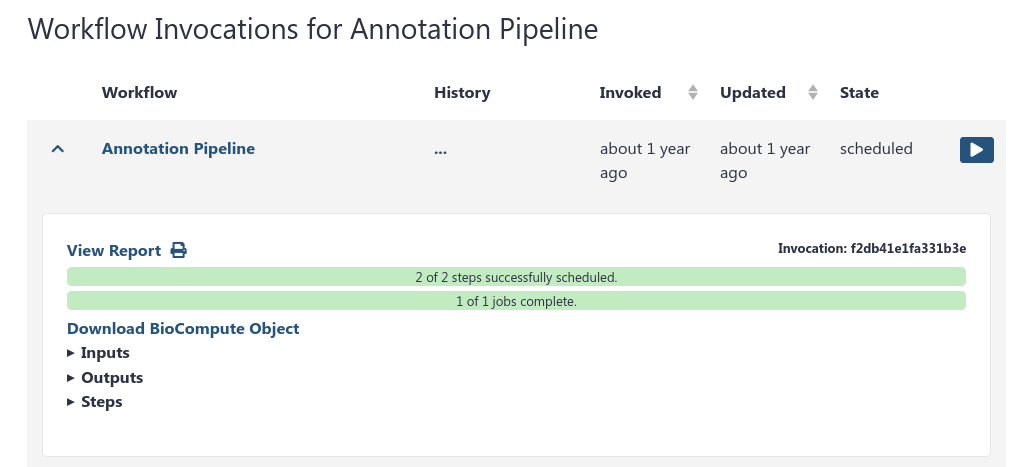 Workflow Invocations for Annotation Pipeline
Workflow History Invoked Updated State
Annotation Pipeline ... about 1 year ago about 1 year ago scheduled
View Report Invocation: f2db41e1fa331b3e
2 of 2 steps successfully scheduled.
1 of 1 jobs complete.
Download BioCompute Object
Inputs
Outputs
Steps